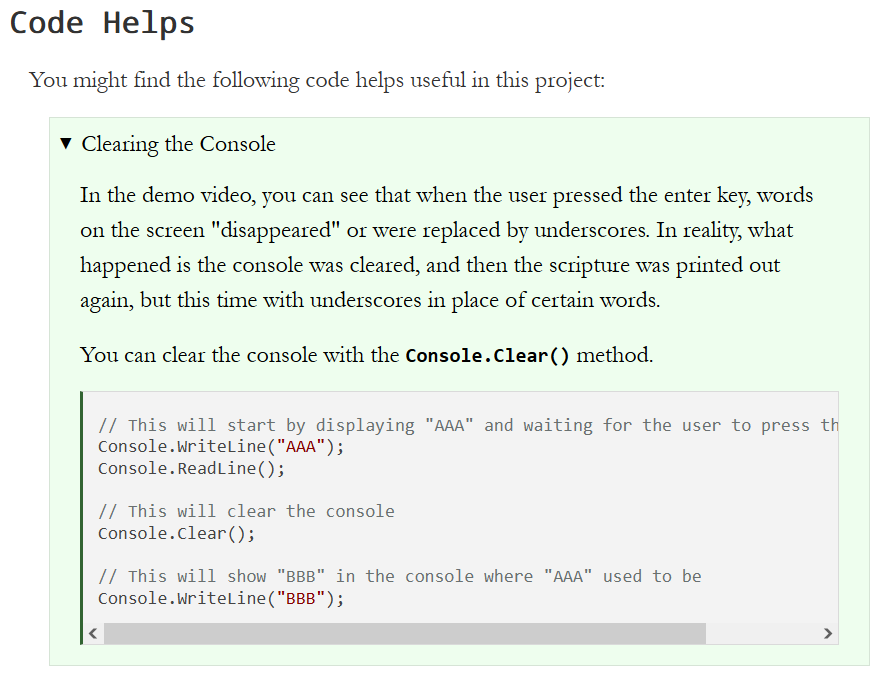 Code Helps
You might find the following code helps useful in this project:
▼ Clearing the Console
In the demo video, you can see that when the user pressed the enter key, words
on the screen "disappeared" or were replaced by underscores. In reality, what
happened is the console was cleared, and then the scripture was printed out
again, but this time with underscores in place of certain words.
You can clear the console with the Console.Clear() method.
// This will start by displaying "AAA" and waiting for the user to press th
Console.WriteLine("AAA");
Console.ReadLine();
// This will clear the console
Console.Clear();
// This will show "BBB" in the console where "AAA" used to be
Console.WriteLine("BBB");